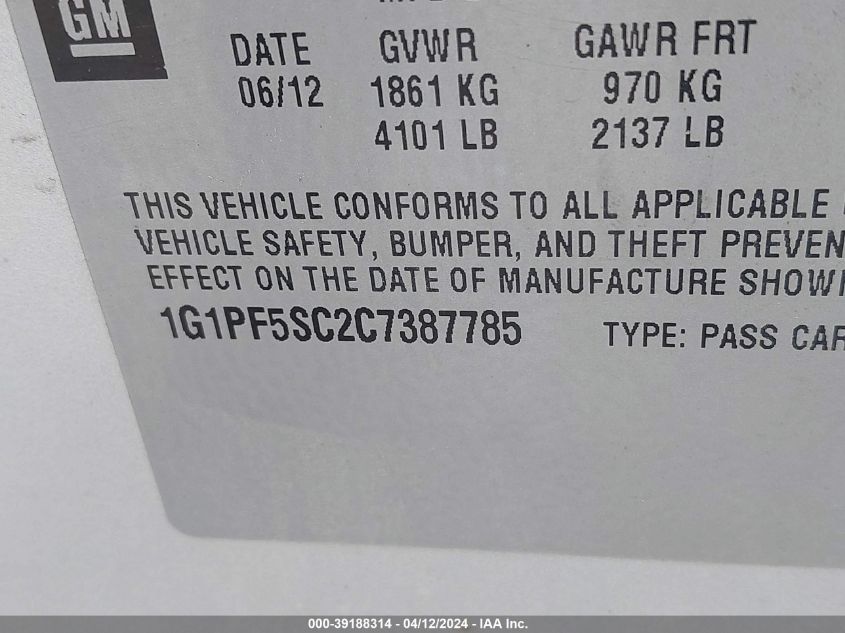 GM
DATE GVWR GAWR FRT
06/12 1861 KG 970 KG
4101 LB 2137 LB
THIS VEHICLE CONFORMS TO ALL APPLICABLE
VEHICLE SAFETY, BUMPER, AND THEFT PREVEN
EFFECT ON THE DATE OF MANUFACTURE SHOW
1G1PF5SC2C7387785 TYPE: PASS CAR
000-39188314 - 04/12/2024 - IAA Inc.